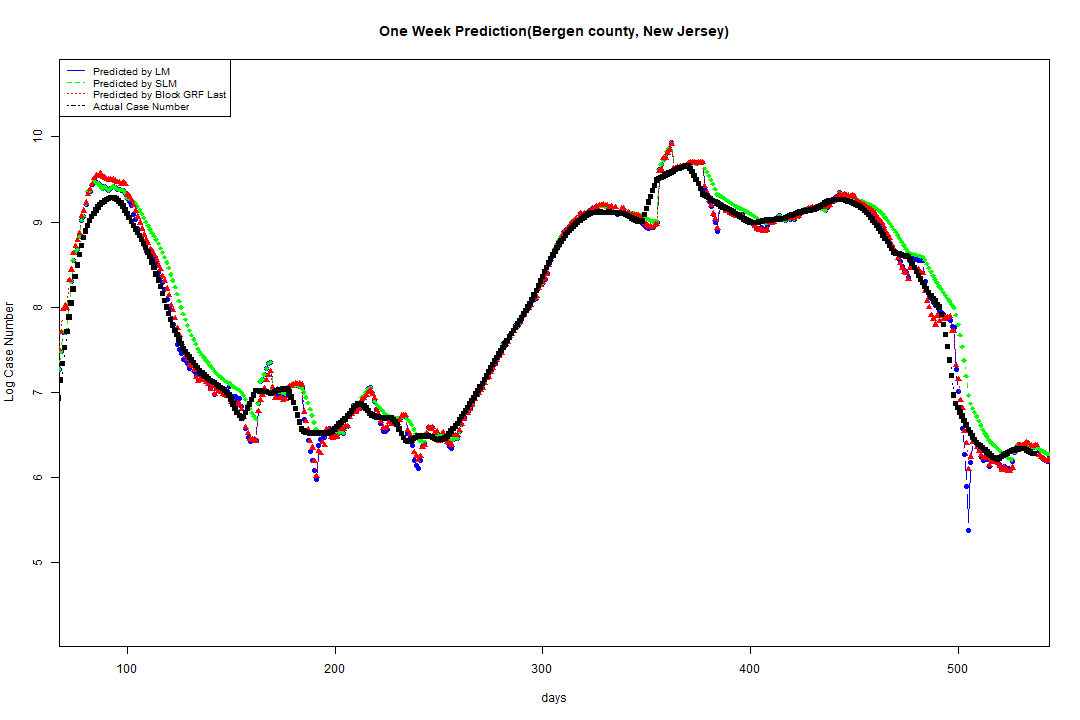 One Week Prediction(Bergen county, New Jersey)
Predicted by LM
Predicted by SLM
Predicted by Block GRF Last
Actual Case Number
Log Case Number
10
9
8
7
6
5
100 200 300 400 500
days